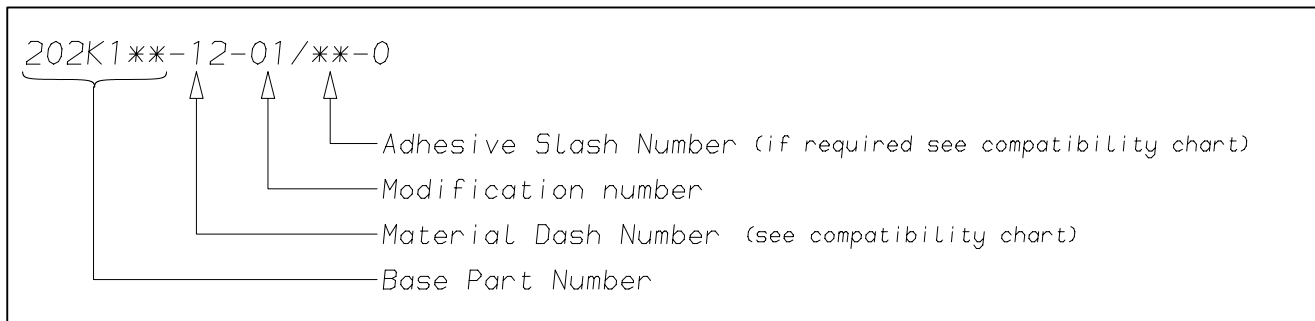 202K1**-12-01/**-0
Adhesive Slash Number (if required see compatibility chart)
Modification number
Material Dash Number (see compatibility chart)
Base Part Number